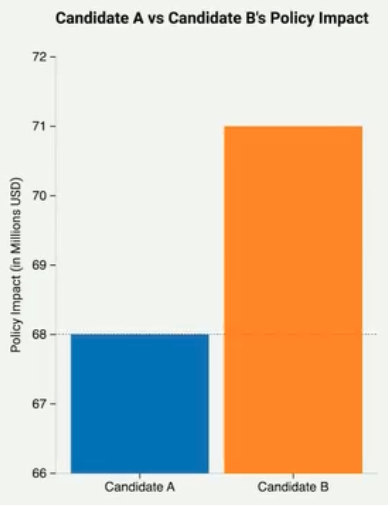 Candidate A vs Candidate B's Policy Impact
Policy Impact (in Millions USD)
72
71
70
69
68
67
66
Candidate A
Candidate B